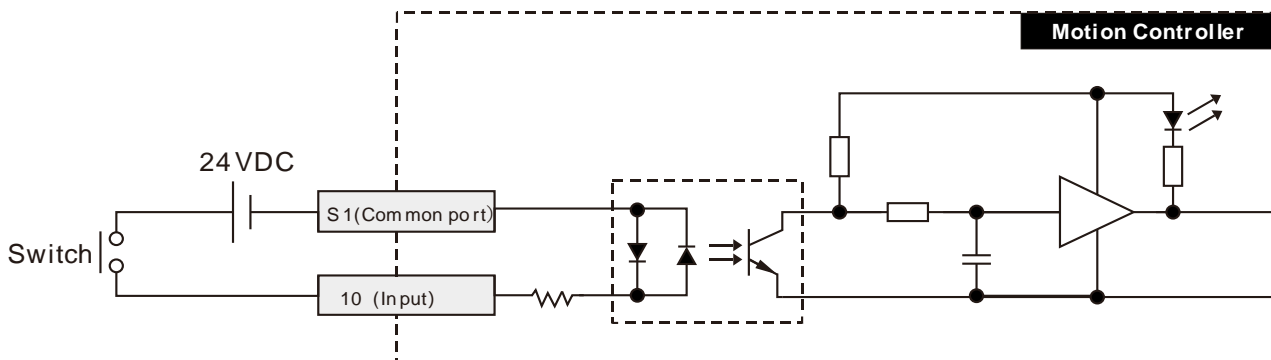 Motion Controller
24VDC
S1(Common port)
Switch
10 (Input)